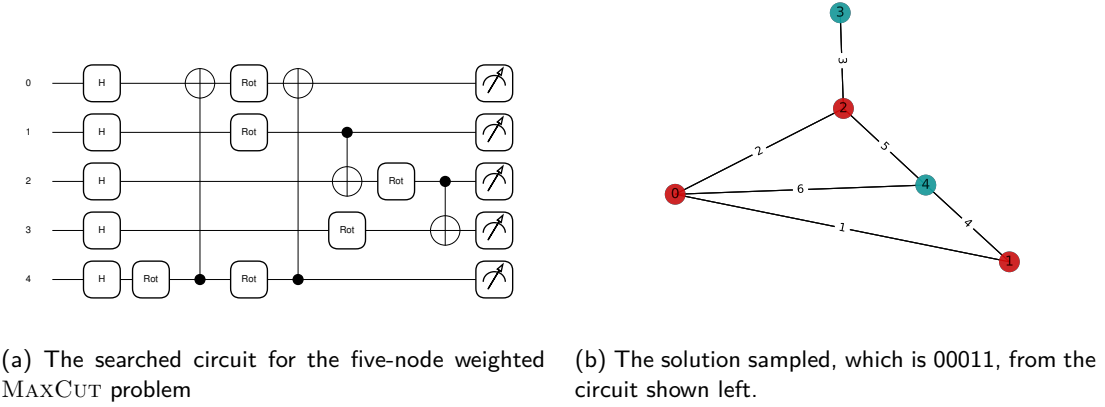 0 H Rot
1 H Rot
2 H Rot
3 H Rot
4 H Rot Rot
3
3
2
2
5
4
0
6
4
1
1
(a) The searched circuit for the five-node weighted
MAXCUT problem
(b) The solution sampled, which is 00011, from the
circuit shown left.